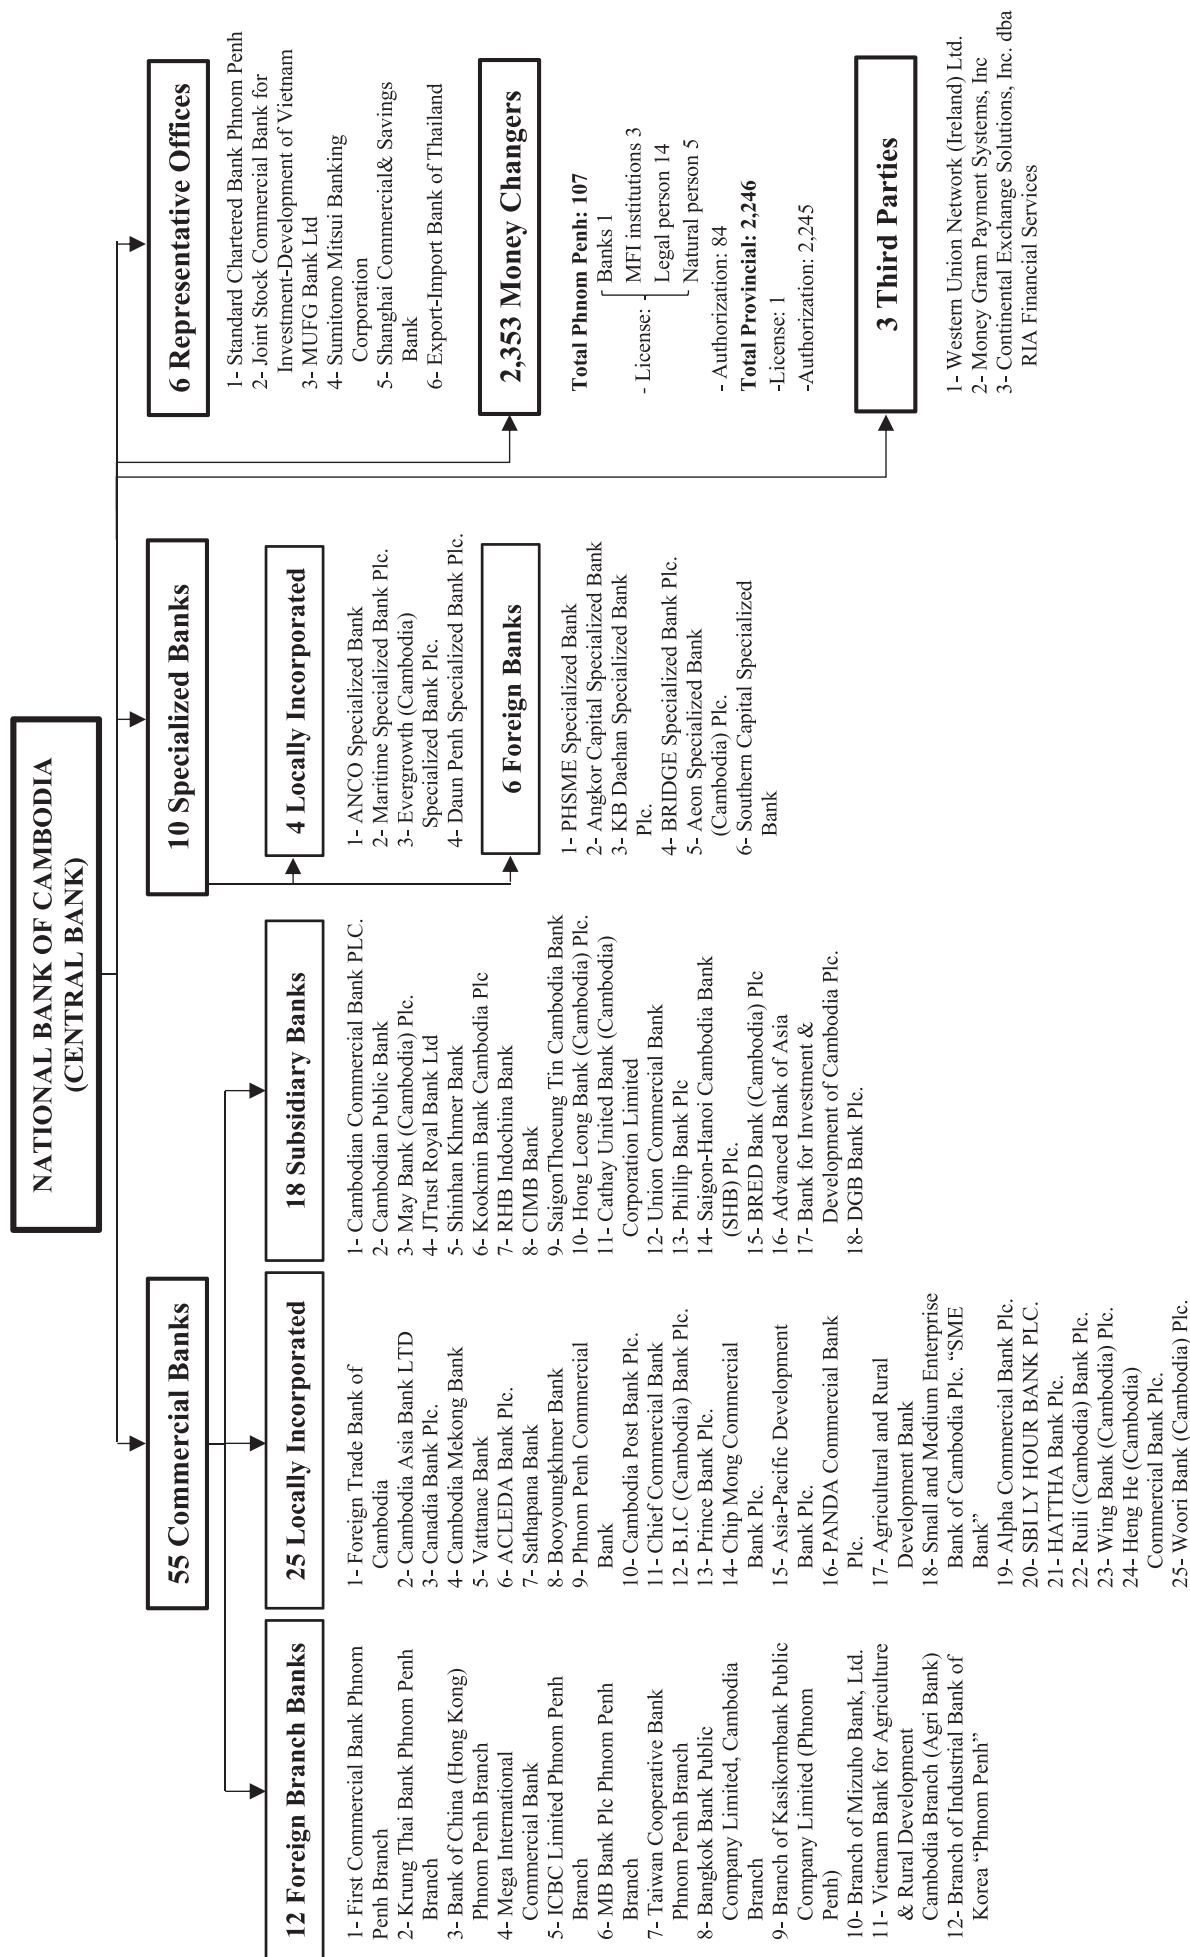 NATIONAL BANK OF CAMBODIA
(CENTRAL BANK)
55 Commercial Banks
12 Foreign Branch Banks
1- First Commercial Bank Phnom
Penh Branch
2- Krung Thai Bank Phnom Penh
Branch
3- Bank of China (Hong Kong)
Phnom Penh Branch
4- Mega International
Commercial Bank
5- ICBC Limited Phnom Penh
Branch
6- MB Bank Plc Phnom Penh
Branch
7- Taiwan Cooperative Bank
Phnom Penh Branch
8- Bangkok Bank Public
Company Limited, Cambodia
Branch
9- Branch of Kasikornbank Public
Company Limited (Phnom
Penh)
10- Branch of Mizuho Bank, Ltd.
11- Vietnam Bank for Agriculture
& Rural Development
Cambodia Branch (Agri Bank)
12- Branch of Industrial Bank of
Korea “Phnom Penh”
25 Locally Incorporated
1- Foreign Trade Bank of
Cambodia
2- Cambodia Asia Bank LTD
3- Canadia Bank Plc.
4- Cambodia Mekong Bank
5- Vattanac Bank
6- ACLEDA Bank Plc.
7- Sathapana Bank
8- Booyoungkhmer Bank
9- Phnom Penh Commercial
Bank
10- Cambodia Post Bank Plc.
11- Chief Commercial Bank
12- B.I.C (Cambodia) Bank Plc.
13- Prince Bank Plc.
14- Chip Mong Commercial
Bank Plc.
15- Asia-Pacific Development
Bank Plc.
16- PANDA Commercial Bank
Plc.
17- Agricultural and Rural
Development Bank
18- Small and Medium Enterprise
Bank of Cambodia Plc. “SME
Bank”
19- Alpha Commercial Bank Plc.
20- SBI LY HOUR BANK PLC.
21- HATTHA Bank Plc.
22- Ruili (Cambodia) Bank Plc.
23- Wing Bank (Cambodia) Plc.
24- Heng He (Cambodia)
Commercial Bank Plc.
25- Woori Bank (Cambodia) Plc.
18 Subsidiary Banks
1- Cambodian Commercial Bank PLC.
2- Cambodian Public Bank
3- May Bank (Cambodia) Plc.
4- JTrust Royal Bank Ltd
5- Shinhan Khmer Bank
6- Kookmin Bank Cambodia Plc
7- RHB Indochina Bank
8- CIMB Bank
9- SaigonThoeung Tin Cambodia Bank
10- Hong Leong Bank (Cambodia) Plc.
11- Cathay United Bank (Cambodia)
Corporation Limited
12- Union Commercial Bank
13- Phillip Bank Plc
14- Saigon-Hanoi Cambodia Bank
(SHB) Plc.
15- BRED Bank (Cambodia) Plc
16- Advanced Bank of Asia
17- Bank for Investment &
Development of Cambodia Plc.
18- DGB Bank Plc.
10 Specialized Banks
4 Locally Incorporated
1- ANCO Specialized Bank
2- Maritime Specialized Bank Plc.
3- Evergrowth (Cambodia)
Specialized Bank Plc.
4- Daun Penh Specialized Bank Plc.
6 Foreign Banks
1- PHSME Specialized Bank
2- Angkor Capital Specialized Bank
3- KB Daehan Specialized Bank
Plc.
4- BRIDGE Specialized Bank Plc.
5- Aeon Specialized Bank
(Cambodia) Plc.
6- Southern Capital Specialized
Bank
6 Representative Offices
1- Standard Chartered Bank Phnom Penh
2- Joint Stock Commercial Bank for
Investment-Development of Vietnam
3- MUFG Bank Ltd
4- Sumitomo Mitsui Banking
Corporation
5- Shanghai Commercial& Savings
Bank
6- Export-Import Bank of Thailand
2,353 Money Changers
Total Phnom Penh: 107
- License:
Banks 1
MFI institutions 3
Legal person 14
Natural person 5
- Authorization: 84
Total Provincial: 2,246
-License: 1
-Authorization: 2,245
3 Third Parties
1- Western Union Network (Ireland) Ltd.
2- Money Gram Payment Systems, Inc
3- Continental Exchange Solutions, Inc. dba
RIA Financial Services